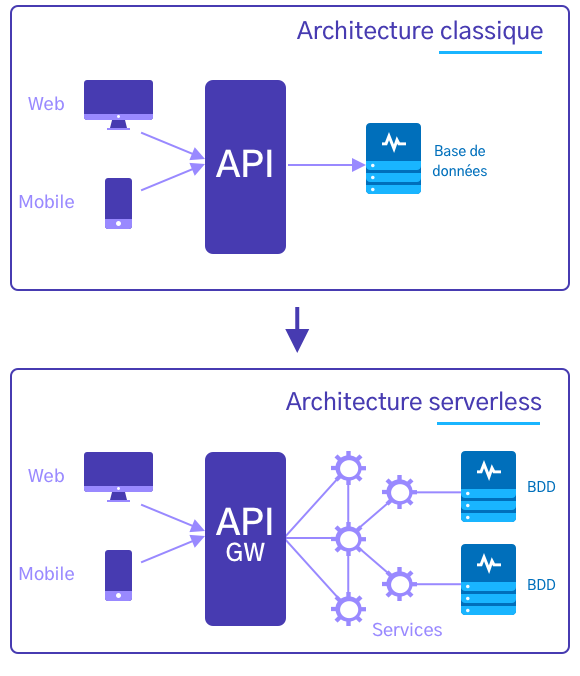 Architecture classique
Web
API
Base de
données
Mobile
Architecture serverless
Web
API
GW
BDD
Mobile
BDD
Services